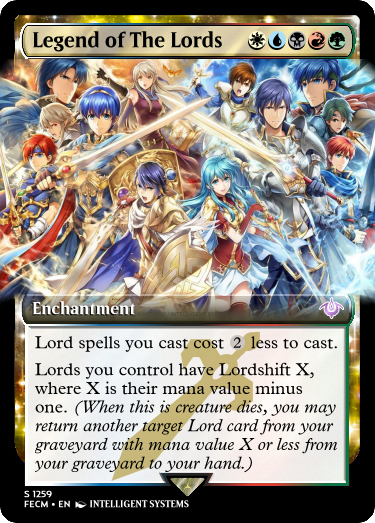 Legend of The Lords
Enchantment
Lord spells you cast cost 2 less to cast.
Lords you control have Lordshift X,
where X is their mana value minus
one. (When this is creature dies, you may
return another target Lord card from your
graveyard with mana value X or less from
your graveyard to your hand.)
S 1259
FECM • EN INTELLIGENT SYSTEMS